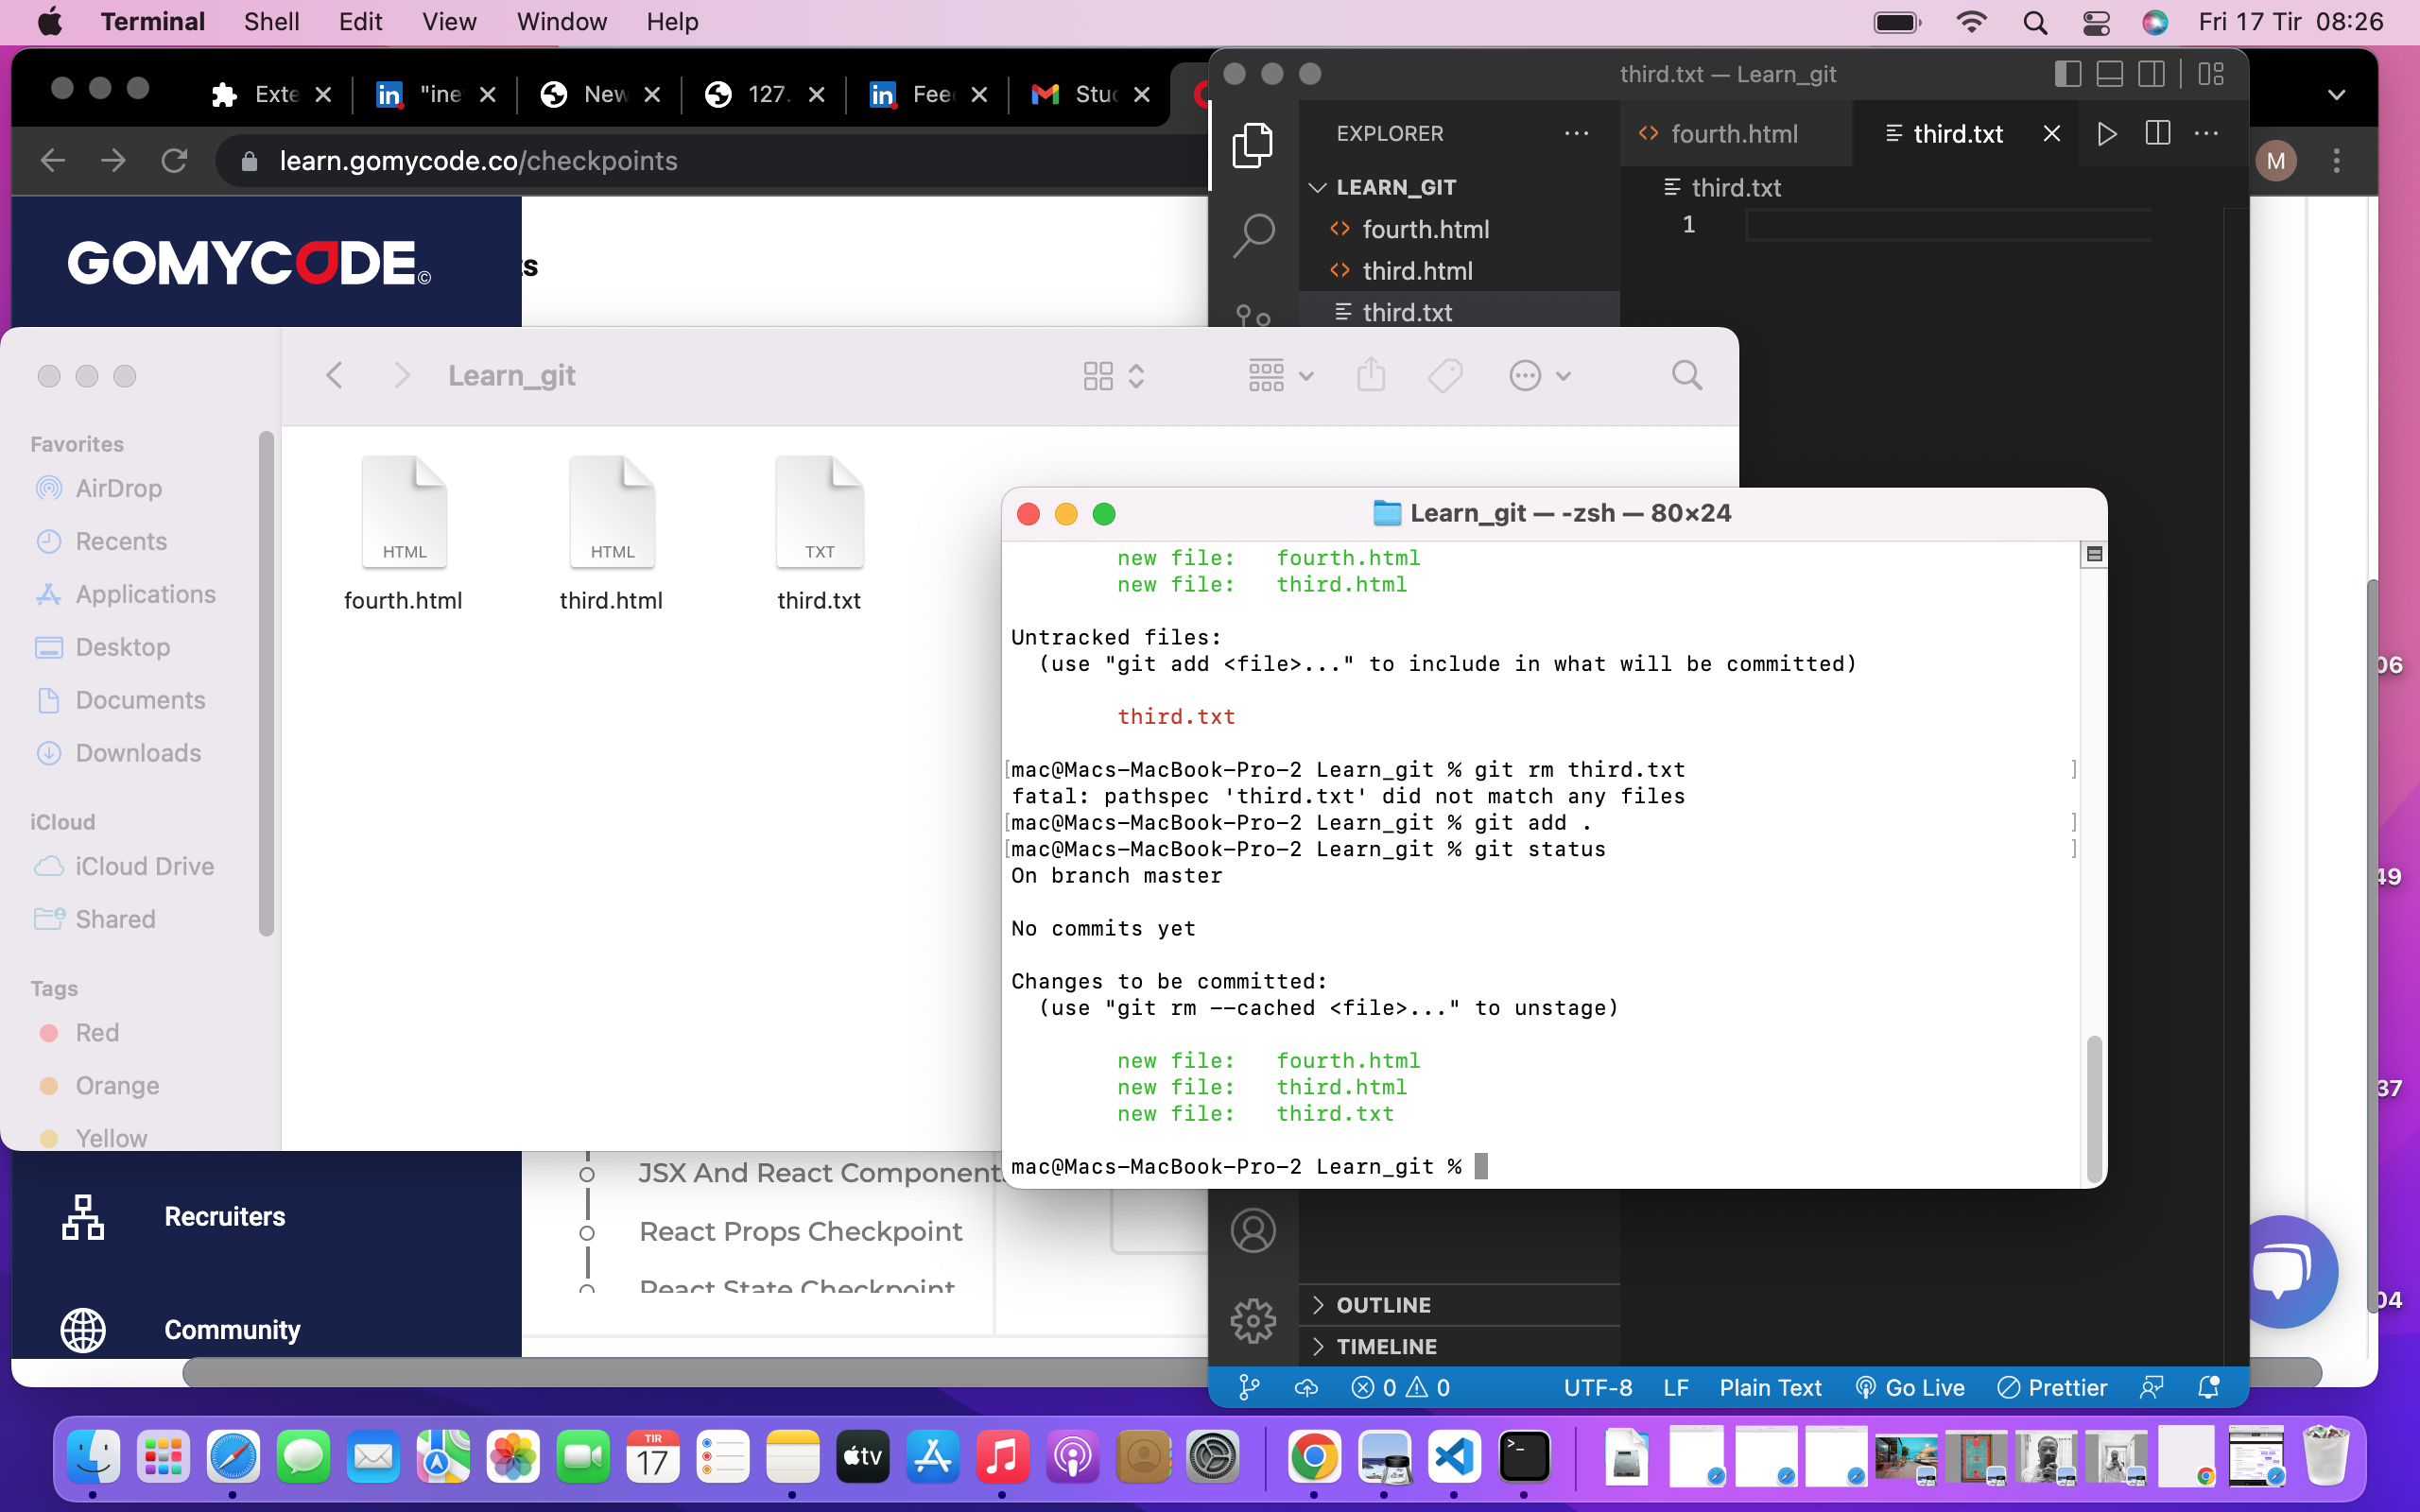 Terminal Shell Edit View Window Help Fri 17 Tir 08:26
Exte "ine New 127. Fee Stud
learn.gomycode.co/checkpoints
third.txt — Learn_git
EXPLORER
fourth.html third.txt
LEARN_GIT
third.txt
fourth.html
third.html
third.txt
1
M
GOMYCODE©
Learn_git
Favorites
AirDrop
Recents
Applications
Desktop
Documents
Downloads
iCloud
iCloud Drive
Shared
Tags
Red
Orange
Yellow
HTML HTML TXT
fourth.html third.html third.txt
Learn_git — -zsh — 80×24
new file: fourth.html
new file: third.html
Untracked files:
(use "git add <file>..." to include in what will be committed)
third.txt
[mac@Macs-MacBook-Pro-2 Learn_git % git rm third.txt ]
fatal: pathspec 'third.txt' did not match any files
[mac@Macs-MacBook-Pro-2 Learn_git % git add . ]
[mac@Macs-MacBook-Pro-2 Learn_git % git status ]
On branch master
No commits yet
Changes to be committed:
(use "git rm --cached <file>..." to unstage)
new file: fourth.html
new file: third.html
new file: third.txt
mac@Macs-MacBook-Pro-2 Learn_git %
06
49
37
04
Recruiters
Community
JSX And React Component
React Props Checkpoint
React State Checkpoint
OUTLINE
TIMELINE
0 0 UTF-8 LF Plain Text Go Live Prettier
TIR
17
tv